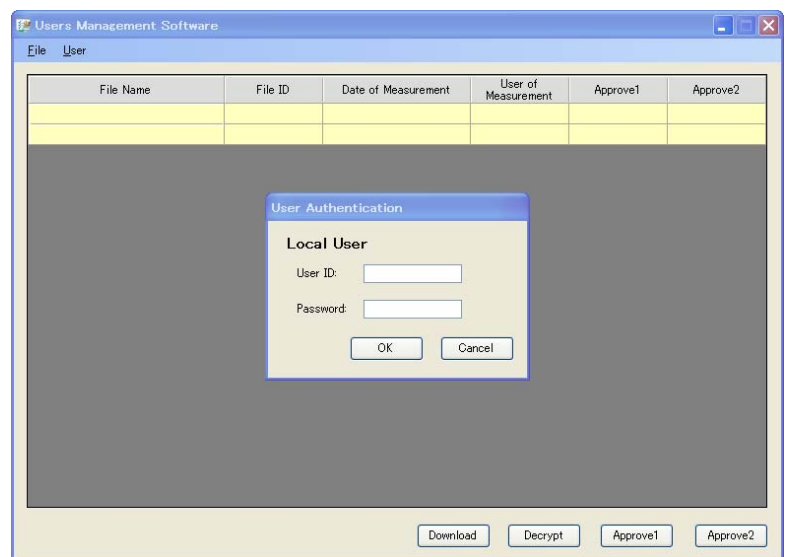 Users Management Software
File User
File Name File ID Date of Measurement User of Measurement Approve1 Approve2
User Authentication
Local User
User ID:
Password:
OK Cancel
Download Decrypt Approve1 Approve2